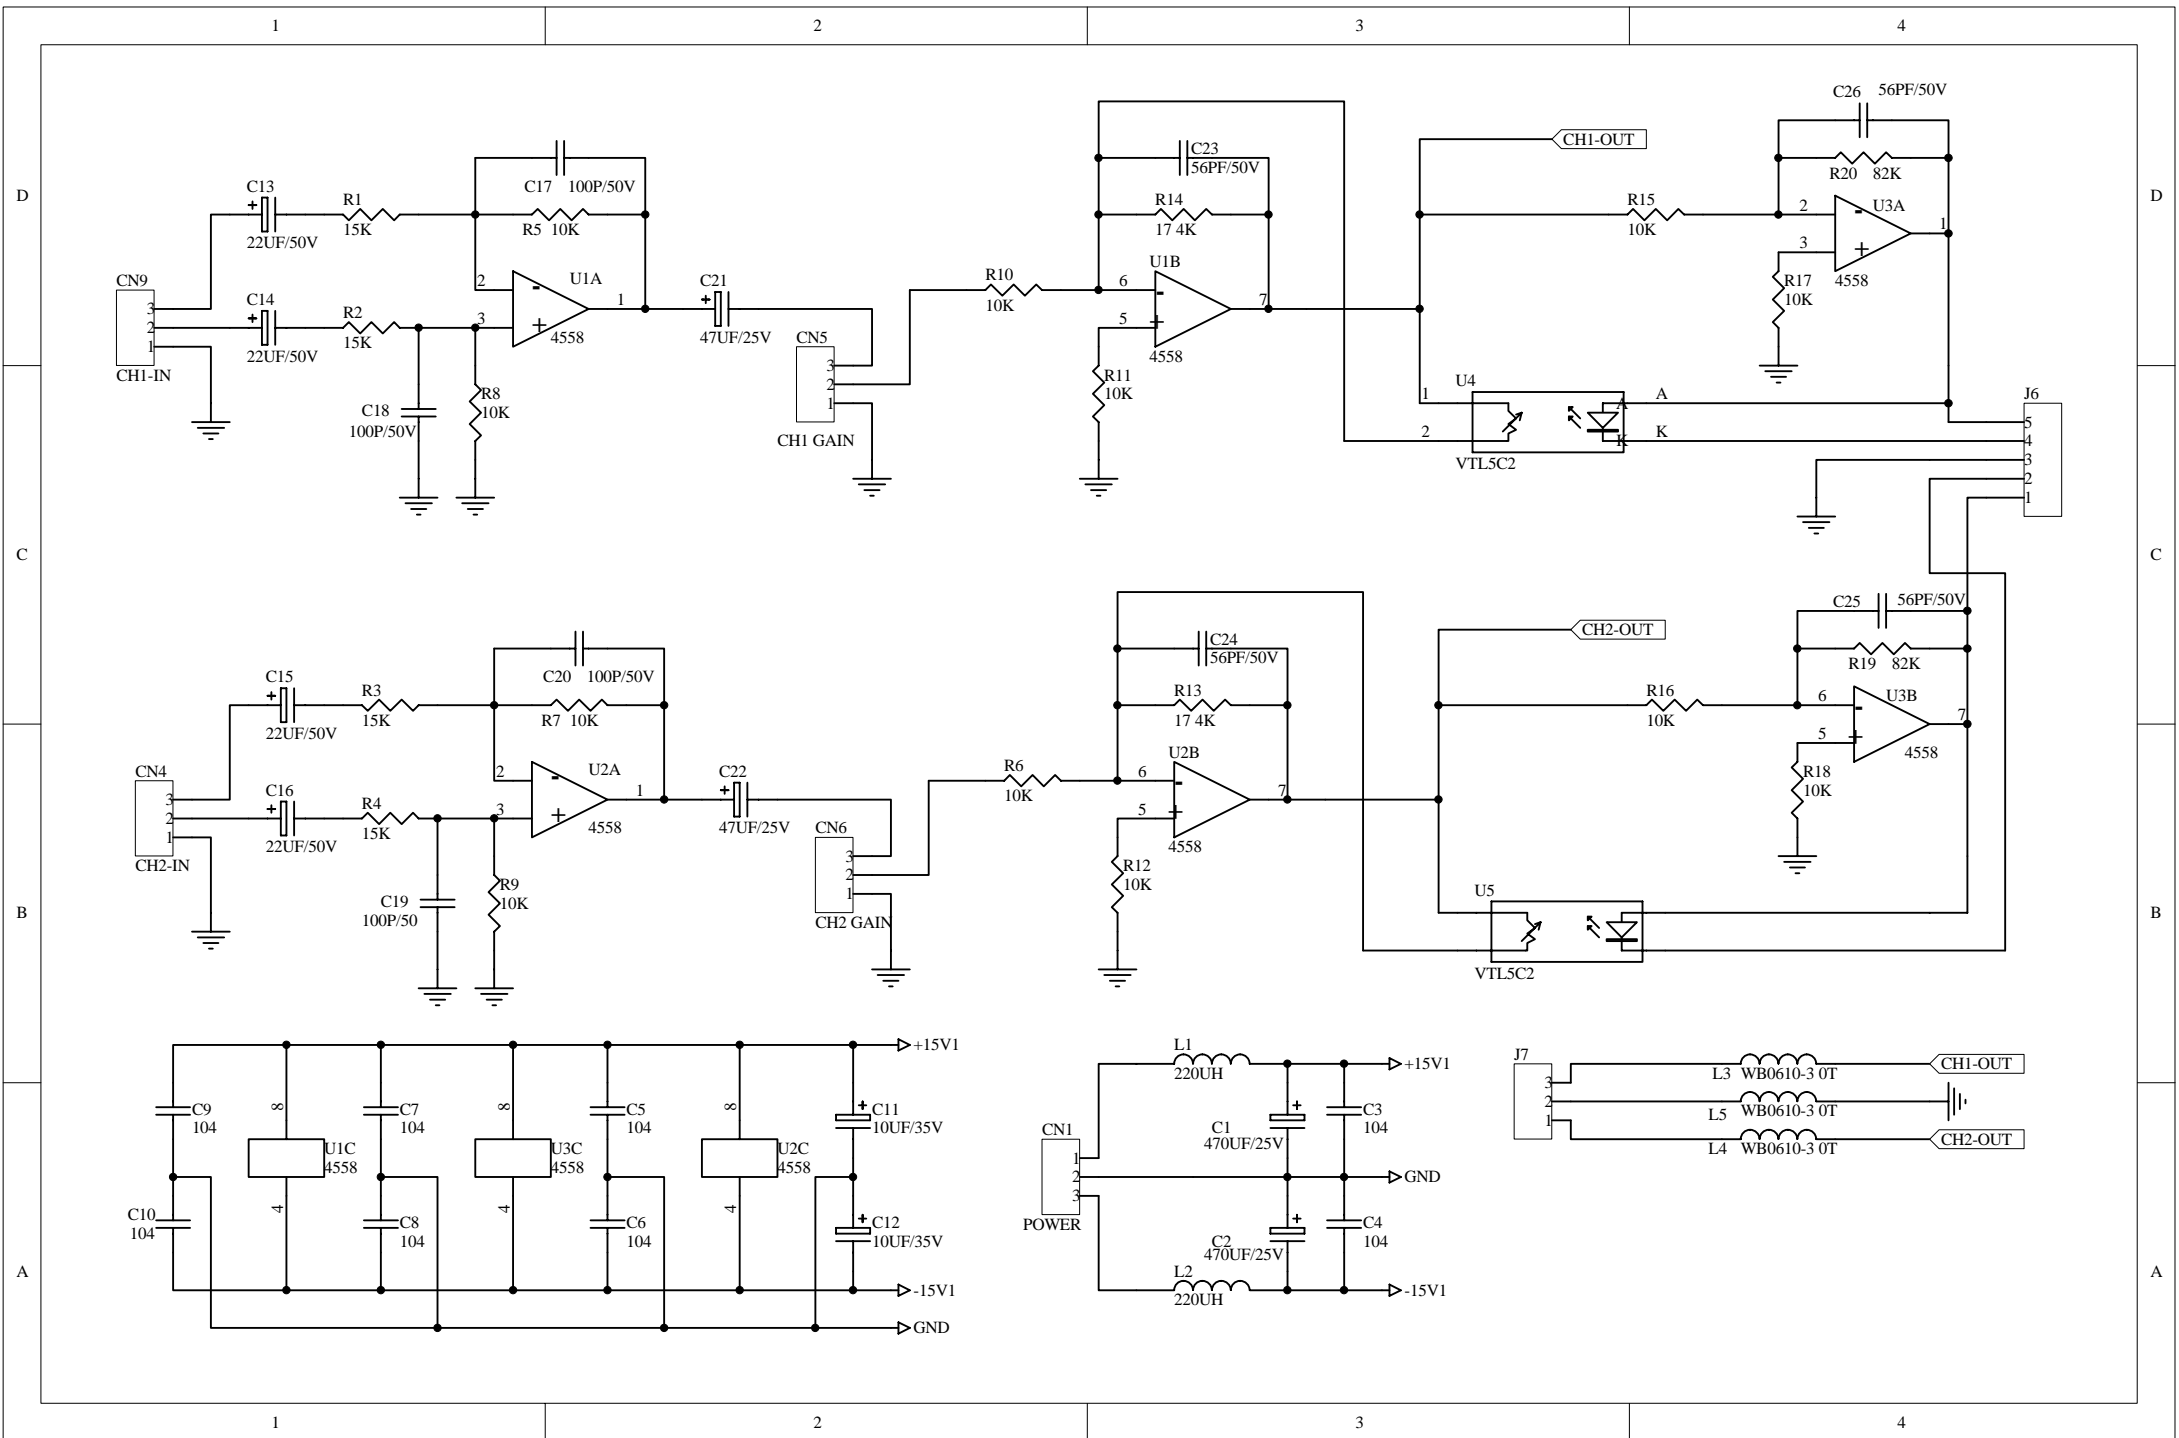 1 2 3 4
D D
C C
B B
A A
C13
+
22UF/50V
R1
15K
C17 100P/50V
R5 10K
CN9
3
2
1
CH1-IN
C14
+
22UF/50V
R2
15K
2
3
-
+
U1A
4558
1
C18
100P/50V
R8
10K
C21
+
47UF/25V
CN5
3
2
1
CH1 GAIN
R10
10K
C23
56PF/50V
R14
17 4K
U1B
6
5
-
+
7
4558
R11
10K
CH1-OUT
R15
10K
C26 56PF/50V
R20 82K
2
3
-
+
U3A
1
4558
R17
10K
U4
1
2
A
K
A
K
VTL5C2
J6
5
4
3
2
1
C15
+
22UF/50V
R3
15K
C20 100P/50V
R7 10K
CN4
3
2
1
CH2-IN
C16
+
22UF/50V
R4
15K
2
3
-
+
U2A
1
4558
C19
100P/50
R9
10K
C22
+
47UF/25V
CN6
3
2
1
CH2 GAIN
R6
10K
C24
56PF/50V
R13
17 4K
U2B
6
5
-
+
7
4558
R12
10K
CH2-OUT
R16
10K
C25 56PF/50V
R19 82K
6
5
-
+
U3B
7
4558
R18
10K
U5
VTL5C2
+15V1
C9
104
8
U1C
4558
4
C7
104
8
U3C
4558
4
C5
104
8
U2C
4558
4
+
C11
10UF/35V
C10
104
C8
104
C6
104
+
C12
10UF/35V
-15V1
GND
L1
220UH
+15V1
CN1
1
2
3
POWER
+
C1
470UF/25V
C3
104
GND
+
C2
470UF/25V
C4
104
L2
220UH
-15V1
J7
3
2
1
L3 WB0610-3 0T
CH1-OUT
L5 WB0610-3 0T
L4 WB0610-3 0T
CH2-OUT
1 2 3 4